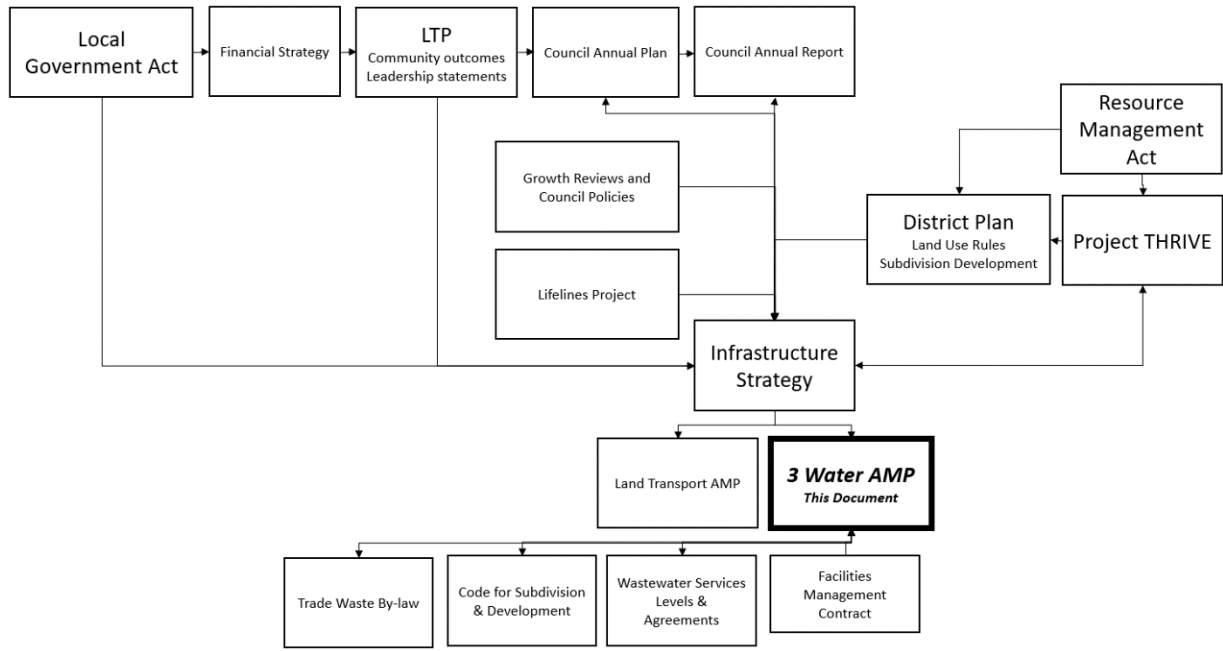 Local
Government Act
Financial Strategy
LTP
Community outcomes
Leadership statements
Council Annual Plan
Council Annual Report
Resource
Management
Act
Growth Reviews and
Council Policies
District Plan
Land Use Rules
Subdivision Development
Project THRIVE
Lifelines Project
Infrastructure
Strategy
Land Transport AMP
3 Water AMP
This Document
Trade Waste By-law
Code for Subdivision
& Development
Wastewater Services
Levels &
Agreements
Facilities
Management
Contract